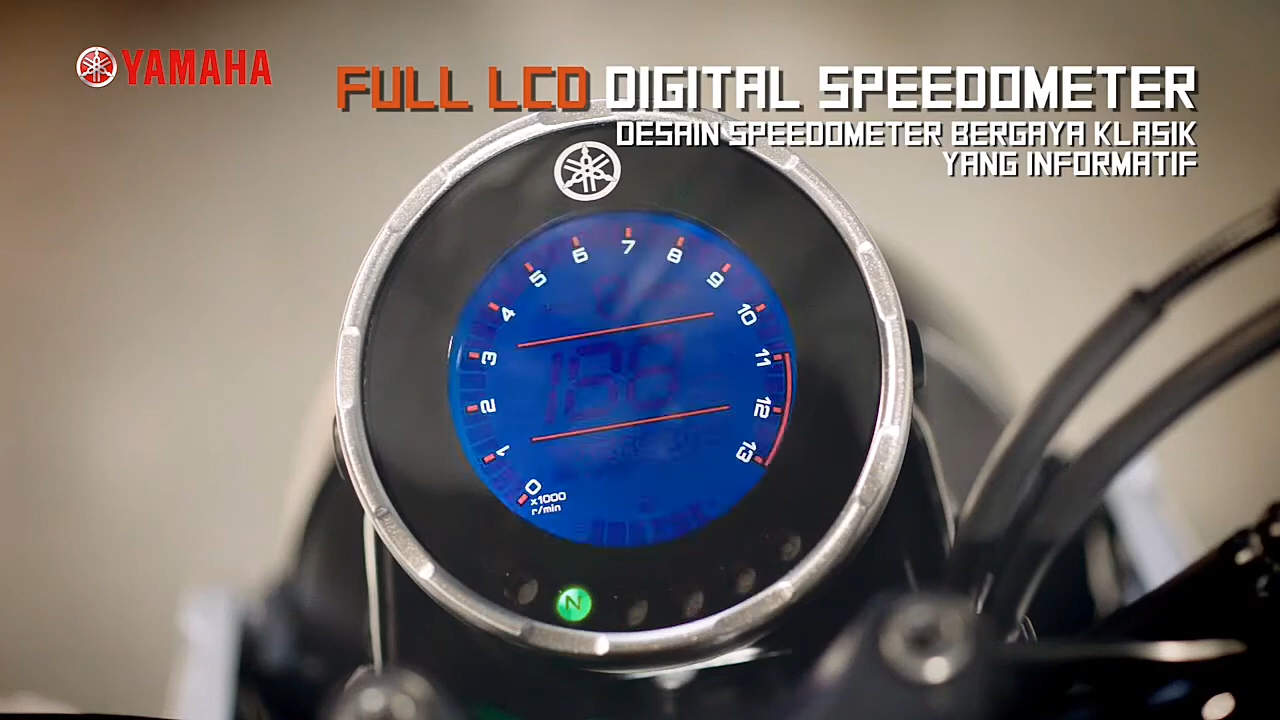 YAMAHA
FULL LCD DIGITAL SPEEDOMETER
DESAIN SPEEDOMETER BERGAYA KLASIK
YANG INFORMATIF
0
1
2
3
4
5
6
7
8
9
10
11
12
13
x1000
r/min
188
N